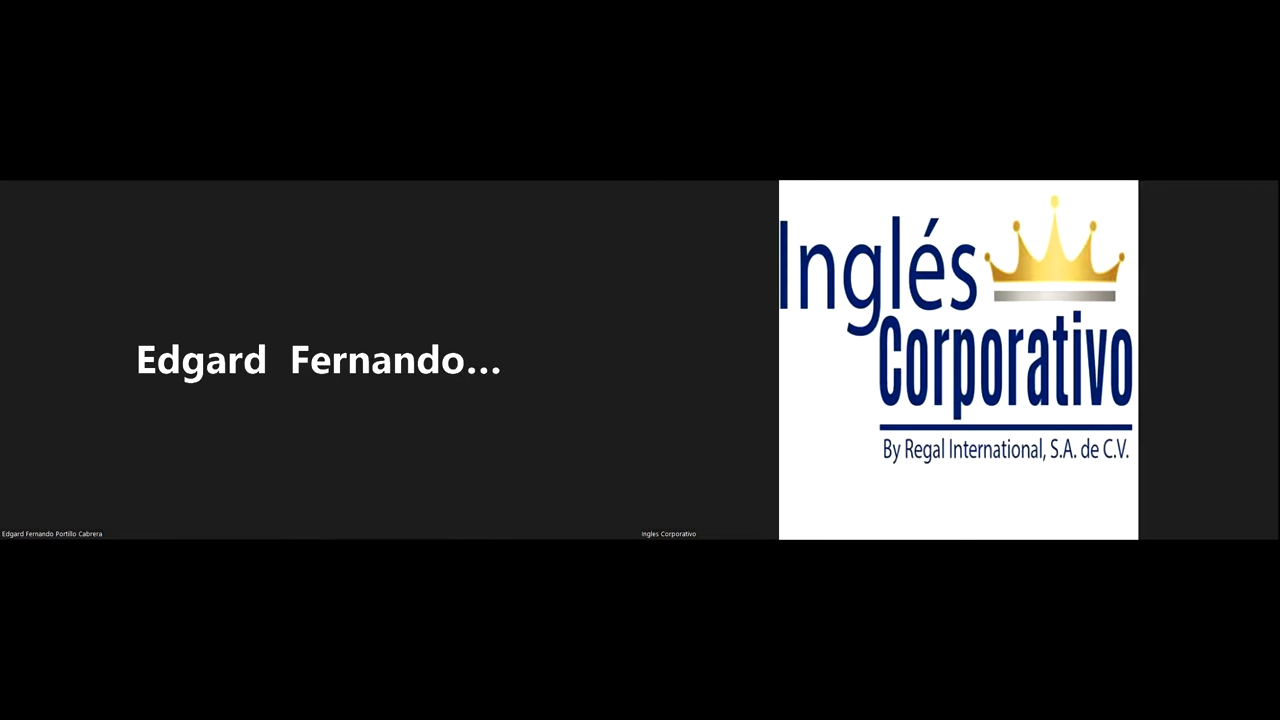 Edgard Fernando...
Edgard Fernando Portillo Cabrera
Inglés
Corporativo
By Regal International, S.A. de C.V.
Ingles Corporativo